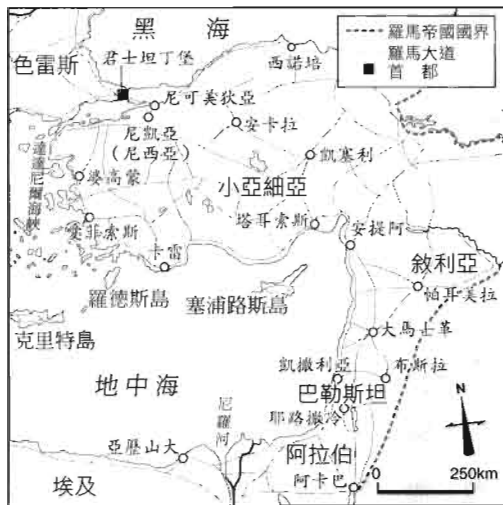 黑海
羅馬帝國國界
羅馬大道
首都
色雷斯
君士坦丁堡
西諾培
尼可美狄亞
尼凱亞
(尼西亞)
安卡拉
達達尼爾海峽
凱塞利
婆高蒙
小亞細亞
愛菲索斯
塔耳索斯
安提阿
卡雷
敘利亞
羅德斯島
塞浦路斯島
帕耳美拉
克里特島
大馬士革
地中海
凱撒利亞
布斯拉
巴勒斯坦
尼羅河
耶路撒冷
亞歷山大
阿拉伯
埃及
阿卡巴
N
0 250km